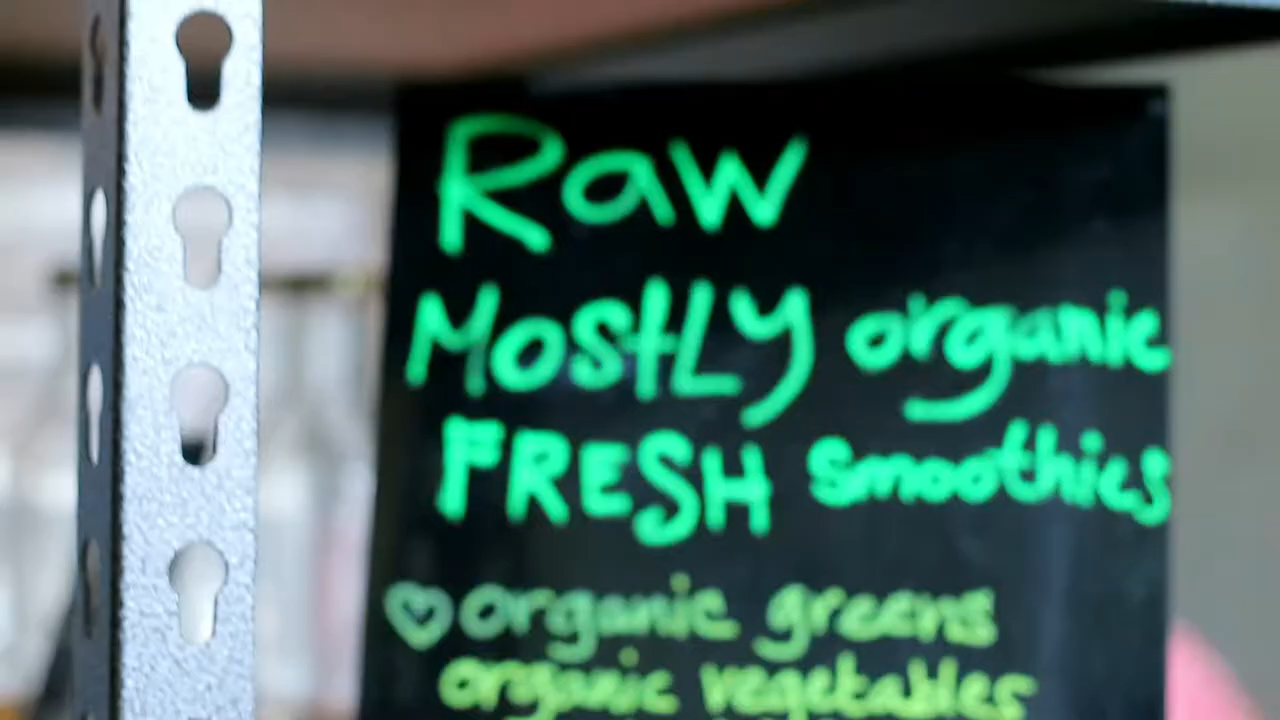 Raw
MostLy organic
FRESH smoothies
♡ organic greens
organic vegetables